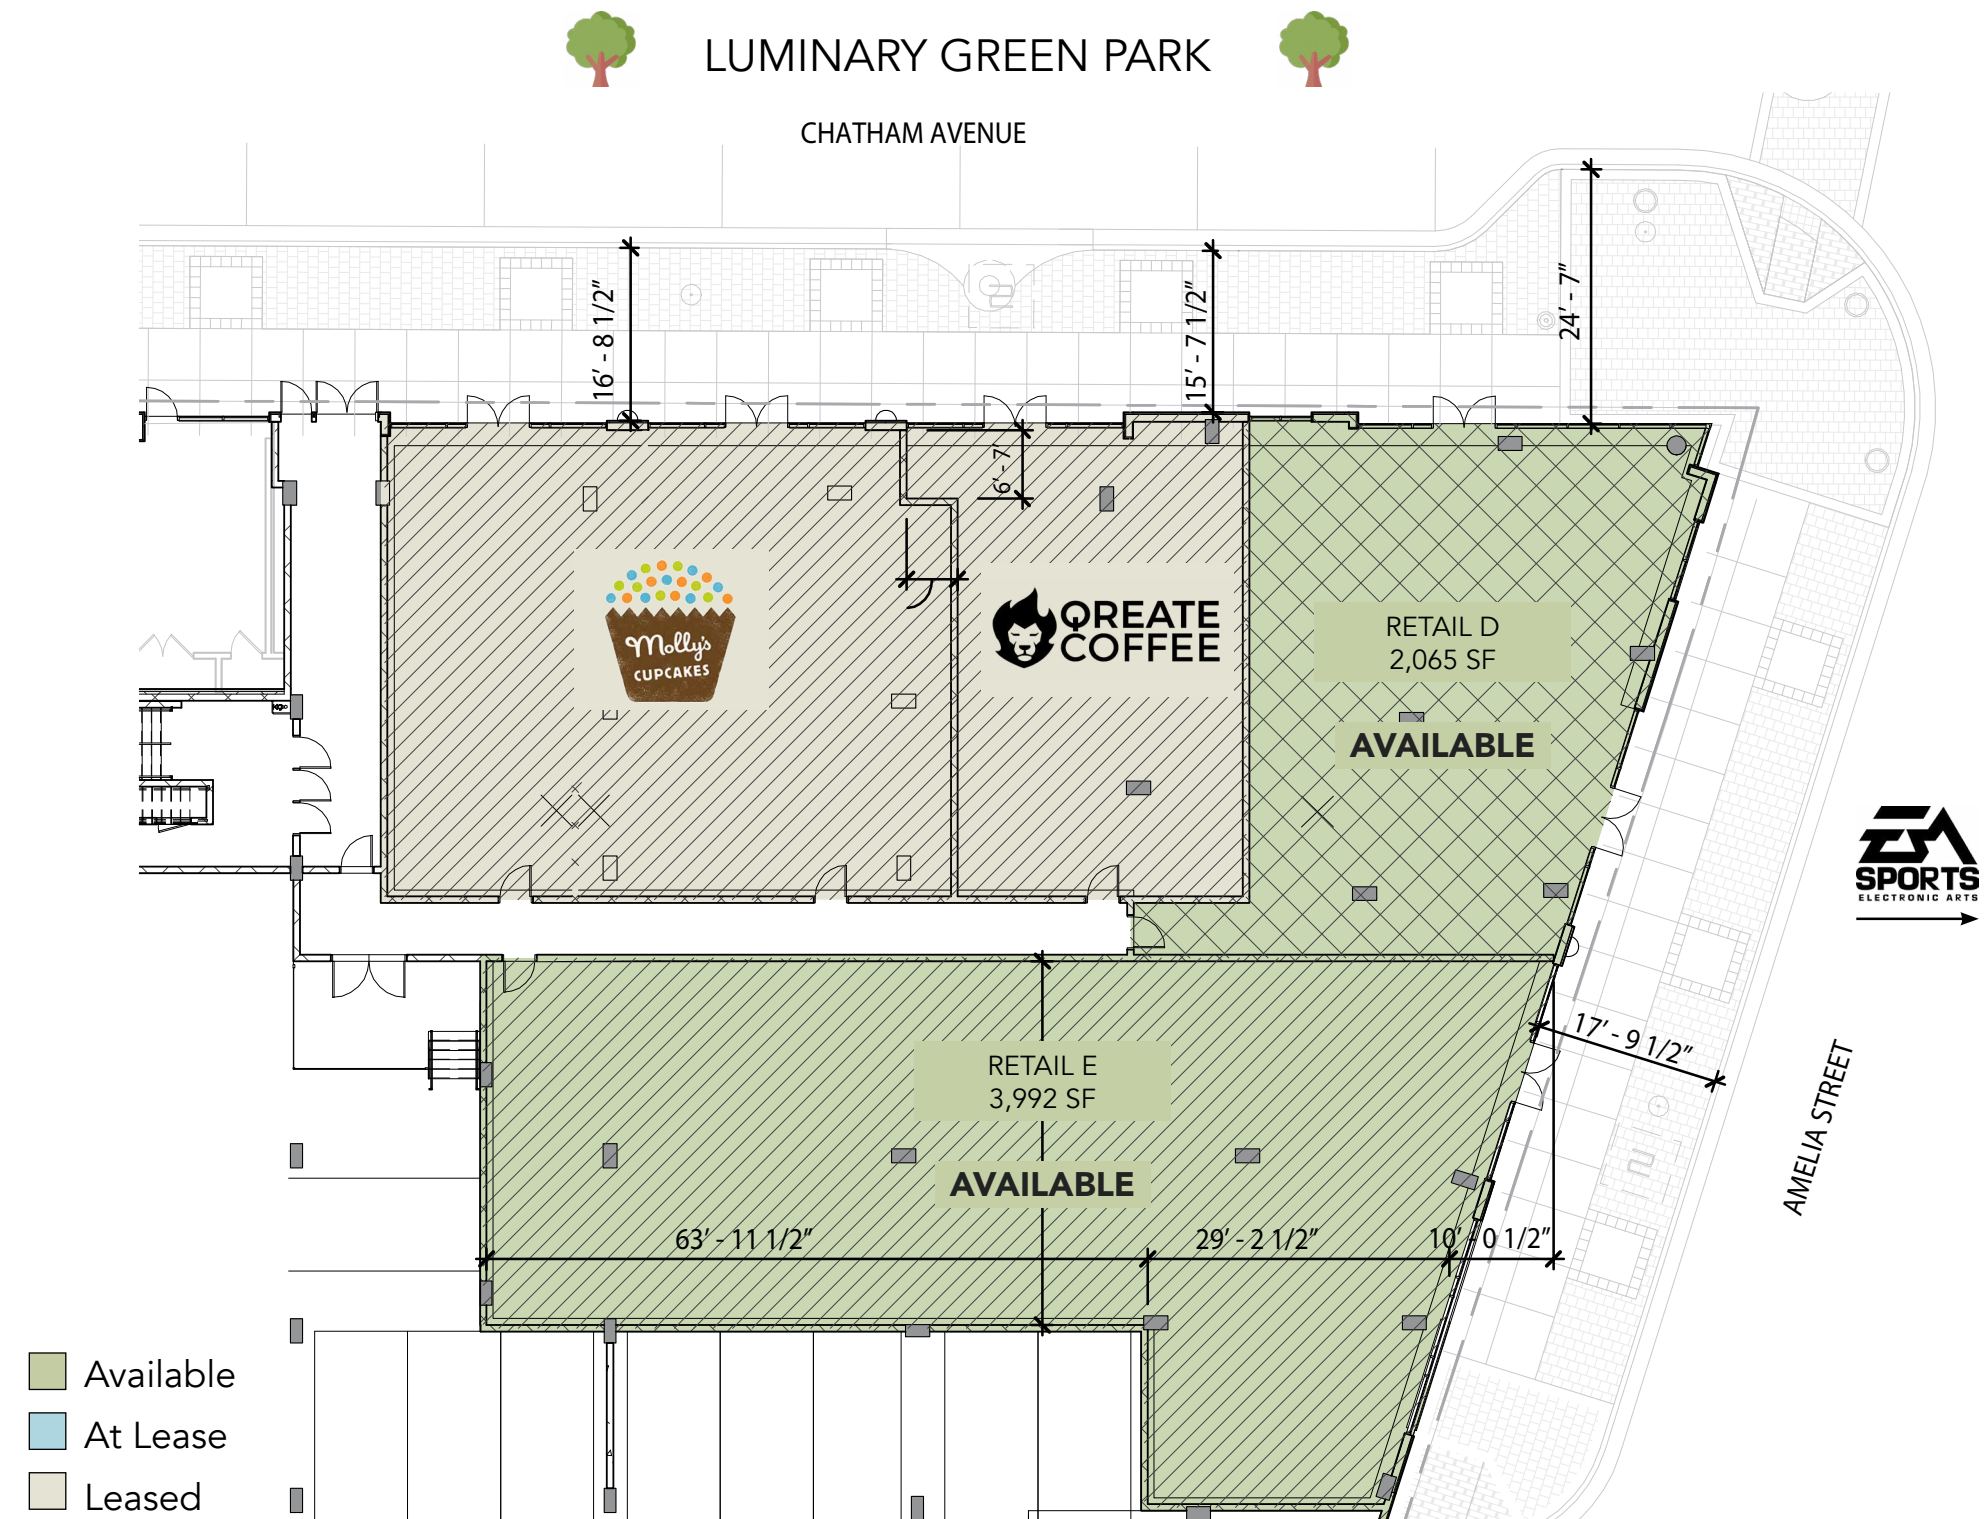 LUMINARY GREEN PARK
CHATHAM AVENUE
16' - 8 1/2"
15' - 7 1/2"
24' - 7"
6' - 7"
Molly's
CUPCAKES
QREATE
COFFEE
RETAIL D
2,065 SF
AVAILABLE
EA
SPORTS
ELECTRONIC ARTS
17' - 9 1/2"
AMELIA STREET
RETAIL E
3,992 SF
AVAILABLE
63' - 11 1/2"
29' - 2 1/2"
10' - 0 1/2"
Available
At Lease
Leased